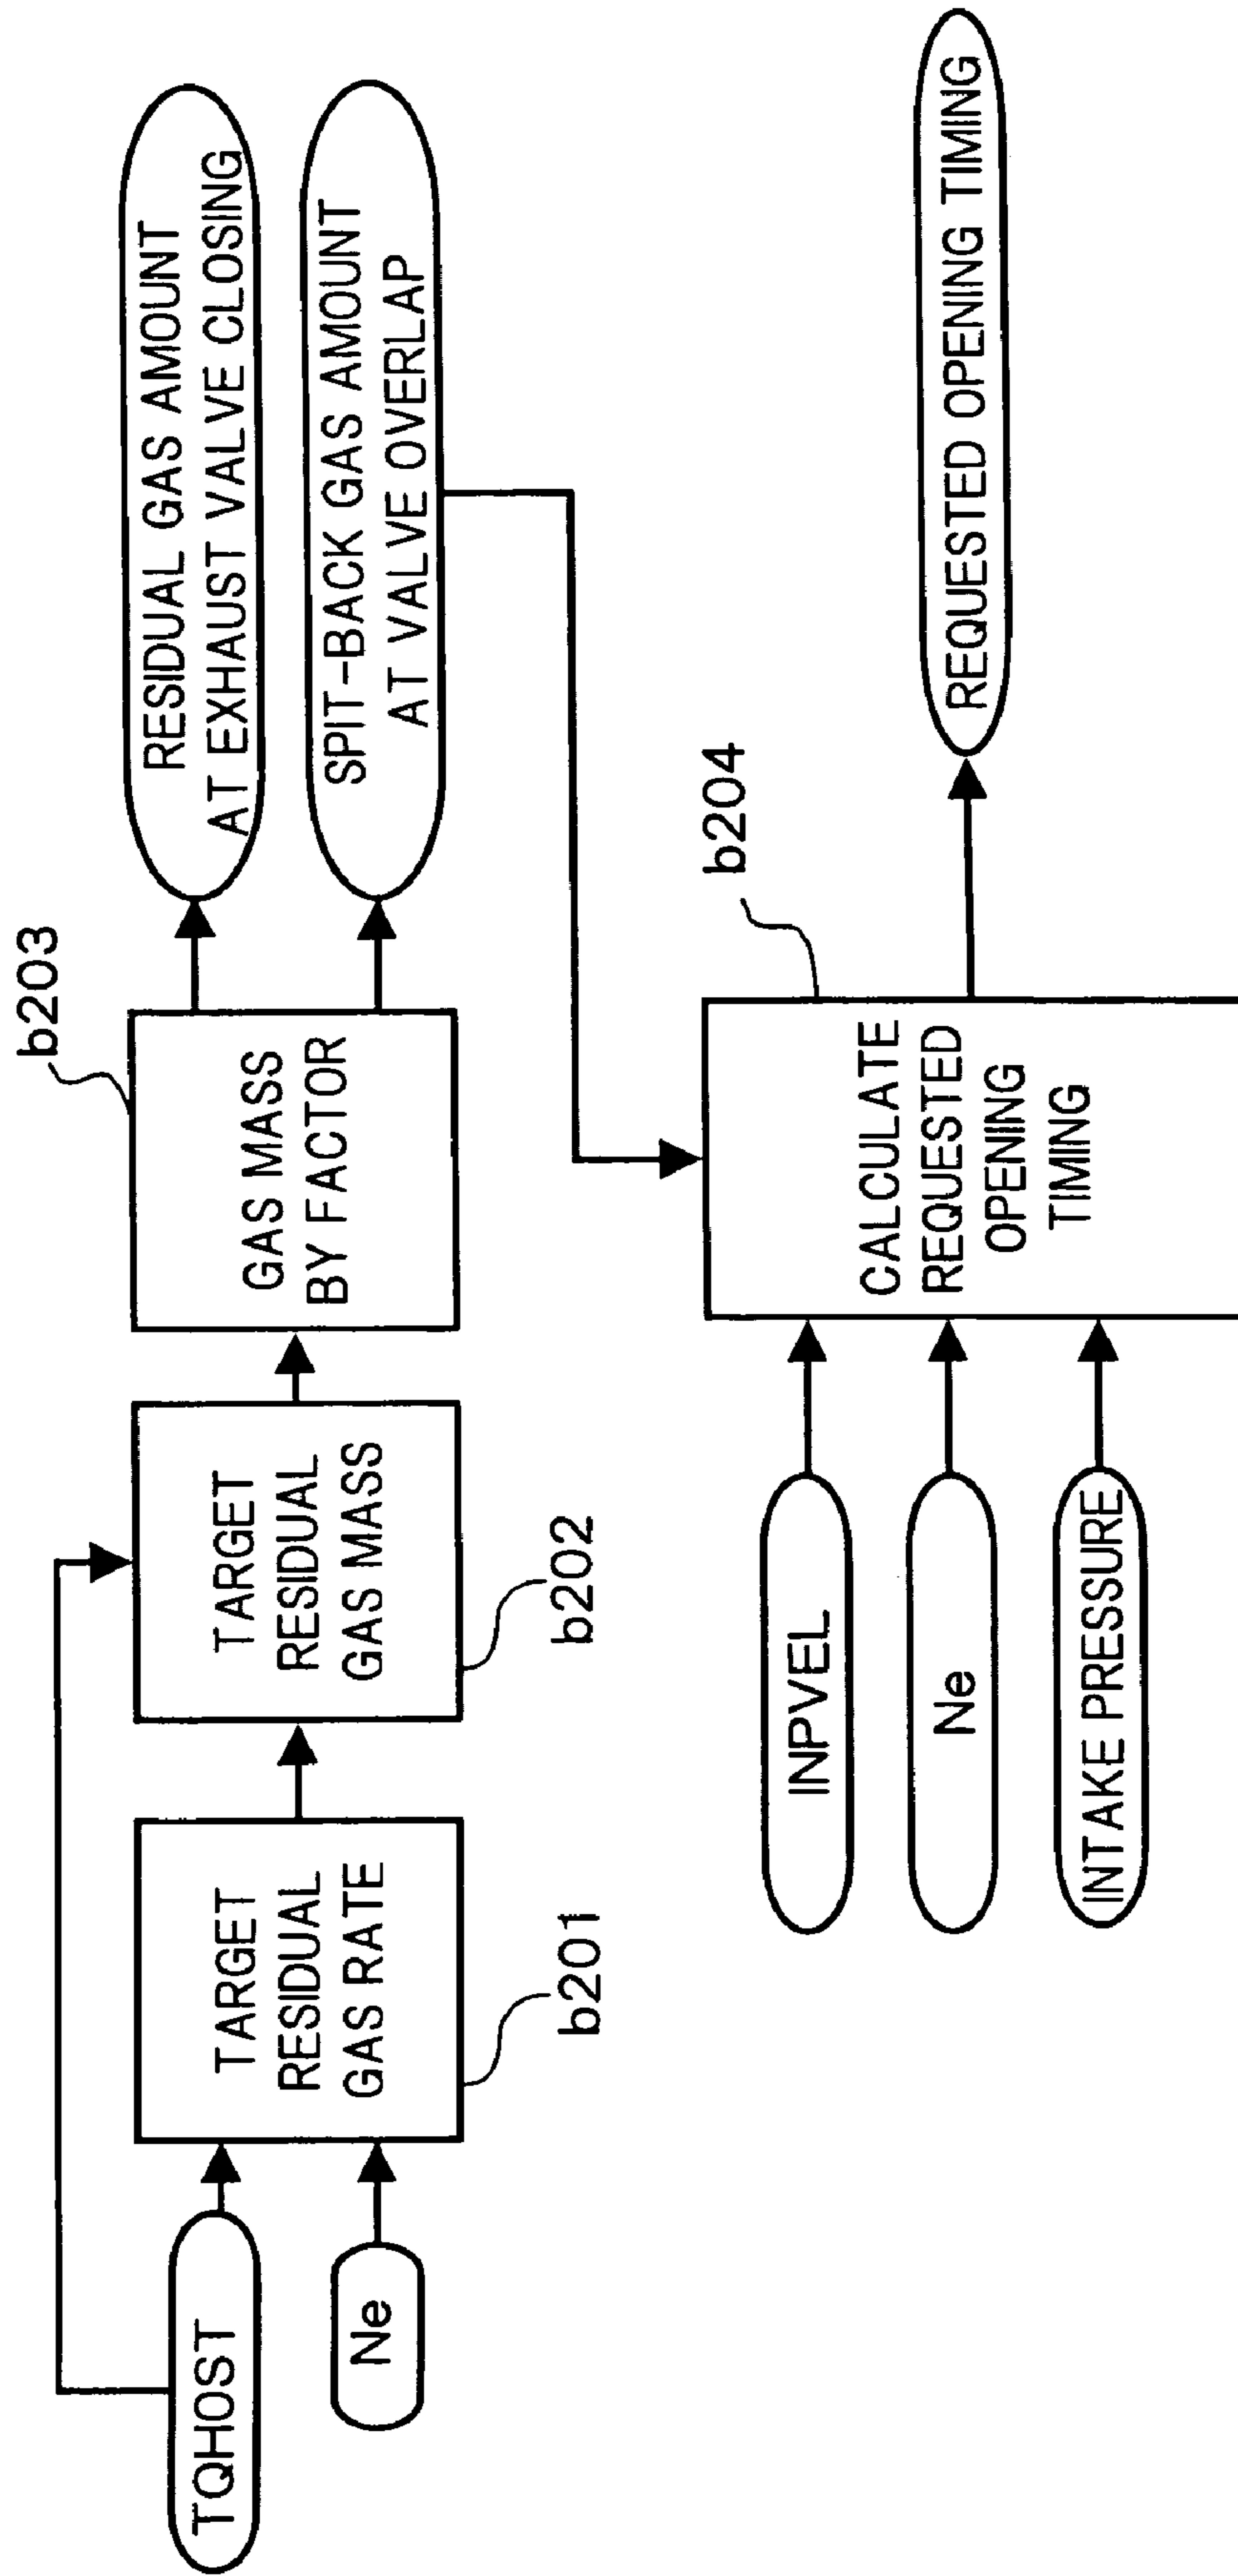 TQHOST
Ne
TARGET
RESIDUAL
GAS RATE
b201
TARGET
RESIDUAL
GAS MASS
b202
GAS MASS
BY FACTOR
b203
RESIDUAL GAS AMOUNT
AT EXHAUST VALVE CLOSING
SPIT-BACK GAS AMOUNT
AT VALVE OVERLAP
INPVEL
Ne
INTAKE PRESSURE
CALCULATE
REQUESTED
OPENING
TIMING
b204
REQUESTED OPENING TIMING